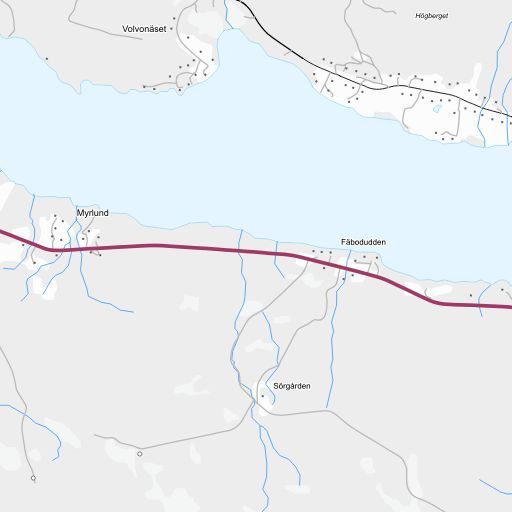 Högberget
Volvonäset
Myrlund
Fäbodudden
Sörgården